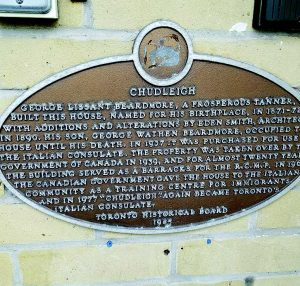 CHUDLEIGH
GEORGE LISSANT BEARDMORE, A PROSPEROUS TANNER,
BUILT THIS HOUSE, NAMED FOR HIS BIRTHPLACE, IN 1871-2
WITH ADDITIONS AND ALTERATIONS BY EDEN SMITH, ARCHITECT
IN 1890. HIS SON, GEORGE WATHEN BEARDMORE, OCCUPIED THE
HOUSE UNTIL HIS DEATH. IN 1937 IT WAS PURCHASED FOR USE
THE ITALIAN CONSULATE. THE PROPERTY WAS TAKEN OVER BY THE
GOVERNMENT OF CANADA IN 1939, AND FOR ALMOST TWENTY YEARS
THE BUILDING SERVED AS A BARRACKS FOR THE R.C.M.P. IN
THE CANADIAN GOVERNMENT GAVE THE HOUSE TO THE ITALIAN
COMMUNITY AS A TRAINING CENTRE FOR IMMIGRANTS
AND IN 1977 "CHUDLEIGH" AGAIN BECAME TORONTO'S
ITALIAN CONSULATE.
TORONTO HISTORICAL BOARD